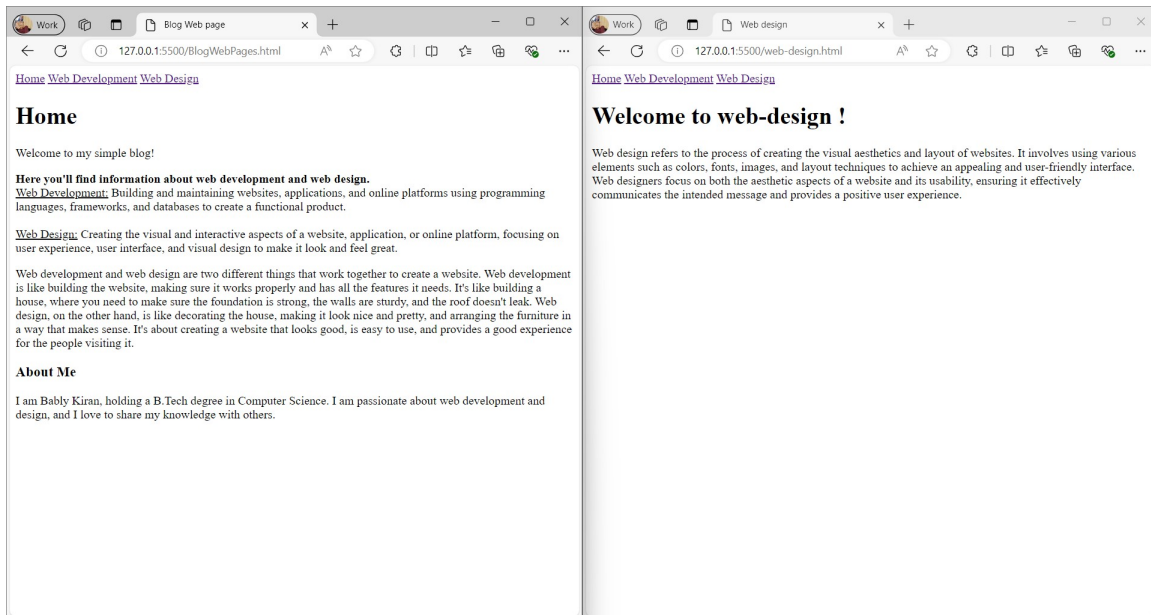 Work
Blog Web page
127.0.0.1:5500/BlogWebPages.html
Home Web Development Web Design
Home
Welcome to my simple blog!
Here you'll find information about web development and web design.
Web Development: Building and maintaining websites, applications, and online platforms using programming
languages, frameworks, and databases to create a functional product.
Web Design: Creating the visual and interactive aspects of a website, application, or online platform, focusing on
user experience, user interface, and visual design to make it look and feel great.
Web development and web design are two different things that work together to create a website. Web development
is like building the website, making sure it works properly and has all the features it needs. It's like building a
house, where you need to make sure the foundation is strong, the walls are sturdy, and the roof doesn't leak. Web
design, on the other hand, is like decorating the house, making it look nice and pretty, and arranging the furniture in
a way that makes sense. It's about creating a website that looks good, is easy to use, and provides a good experience
for the people visiting it.
About Me
I am Bably Kiran, holding a B.Tech degree in Computer Science. I am passionate about web development and
design, and I love to share my knowledge with others.
Work
Web design
127.0.0.1:5500/web-design.html
Home Web Development Web Design
Welcome to web-design !
Web design refers to the process of creating the visual aesthetics and layout of websites. It involves using various
elements such as colors, fonts, images, and layout techniques to achieve an appealing and user-friendly interface.
Web designers focus on both the aesthetic aspects of a website and its usability, ensuring it effectively
communicates the intended message and provides a positive user experience.